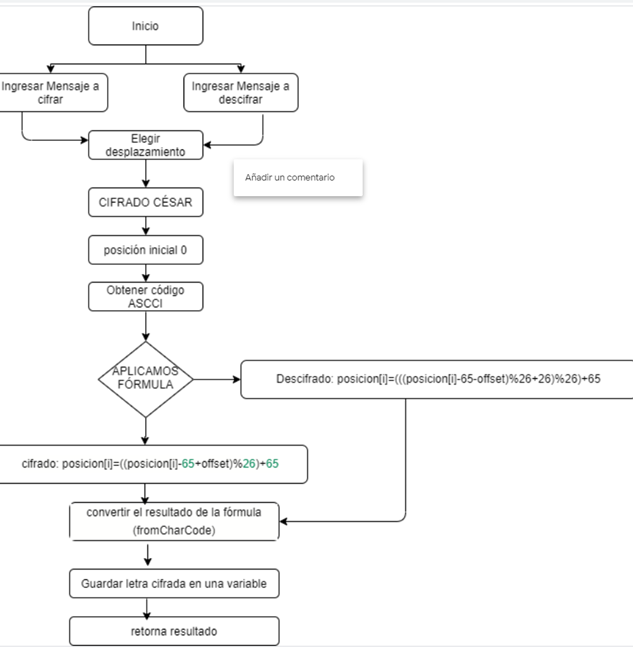 Inicio
Ingresar Mensaje a
cifrar
Ingresar Mensaje a
descifrar
Elegir
desplazamiento
Añadir un comentario
CIFRADO CÉSAR
posición inicial 0
Obtener código
ASCCI
APLICAMOS
FÓRMULA
Descifrado: posicion[i]=(((posicion[i]-65-offset)%26+26)%26)+65
cifrado: posicion[i]=((posicion[i]-65+offset)%26)+65
convertir el resultado de la fórmula
(fromCharCode)
Guardar letra cifrada en una variable
retorna resultado